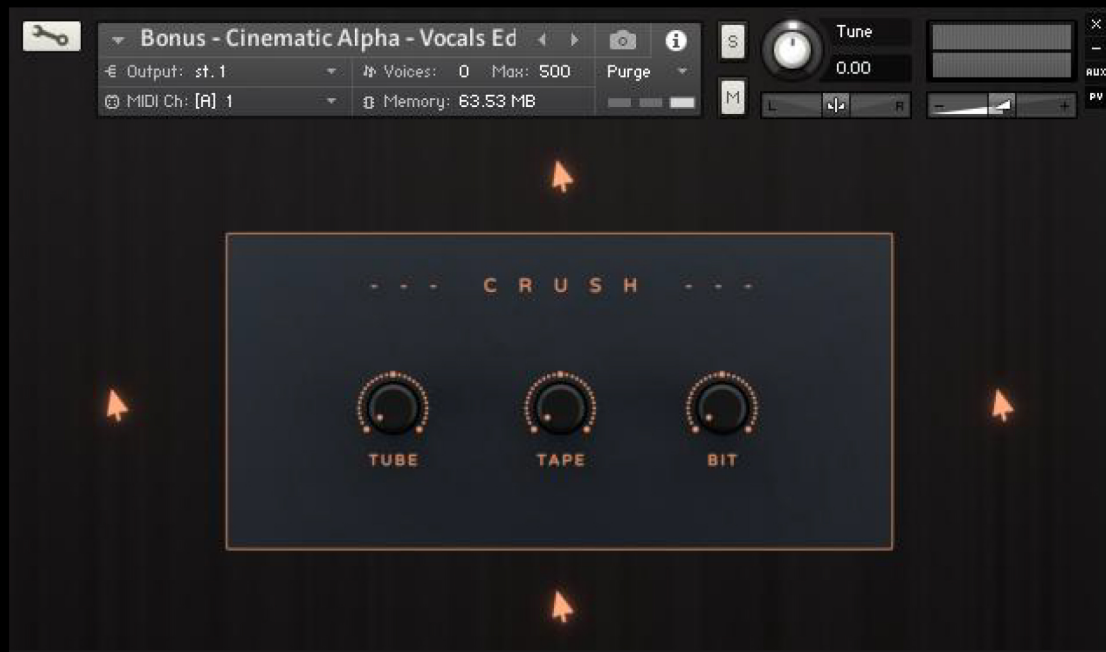 Bonus - Cinematic Alpha - Vocals Ed
Output: st. 1
Voices: 0 Max: 500
Purge
MIDI Ch: [A] 1
Memory: 63.53 MB
S
M
Tune
0.00
L
R
- +
×
-
AUX
PV
- - - CRUSH - - -
TUBE
TAPE
BIT